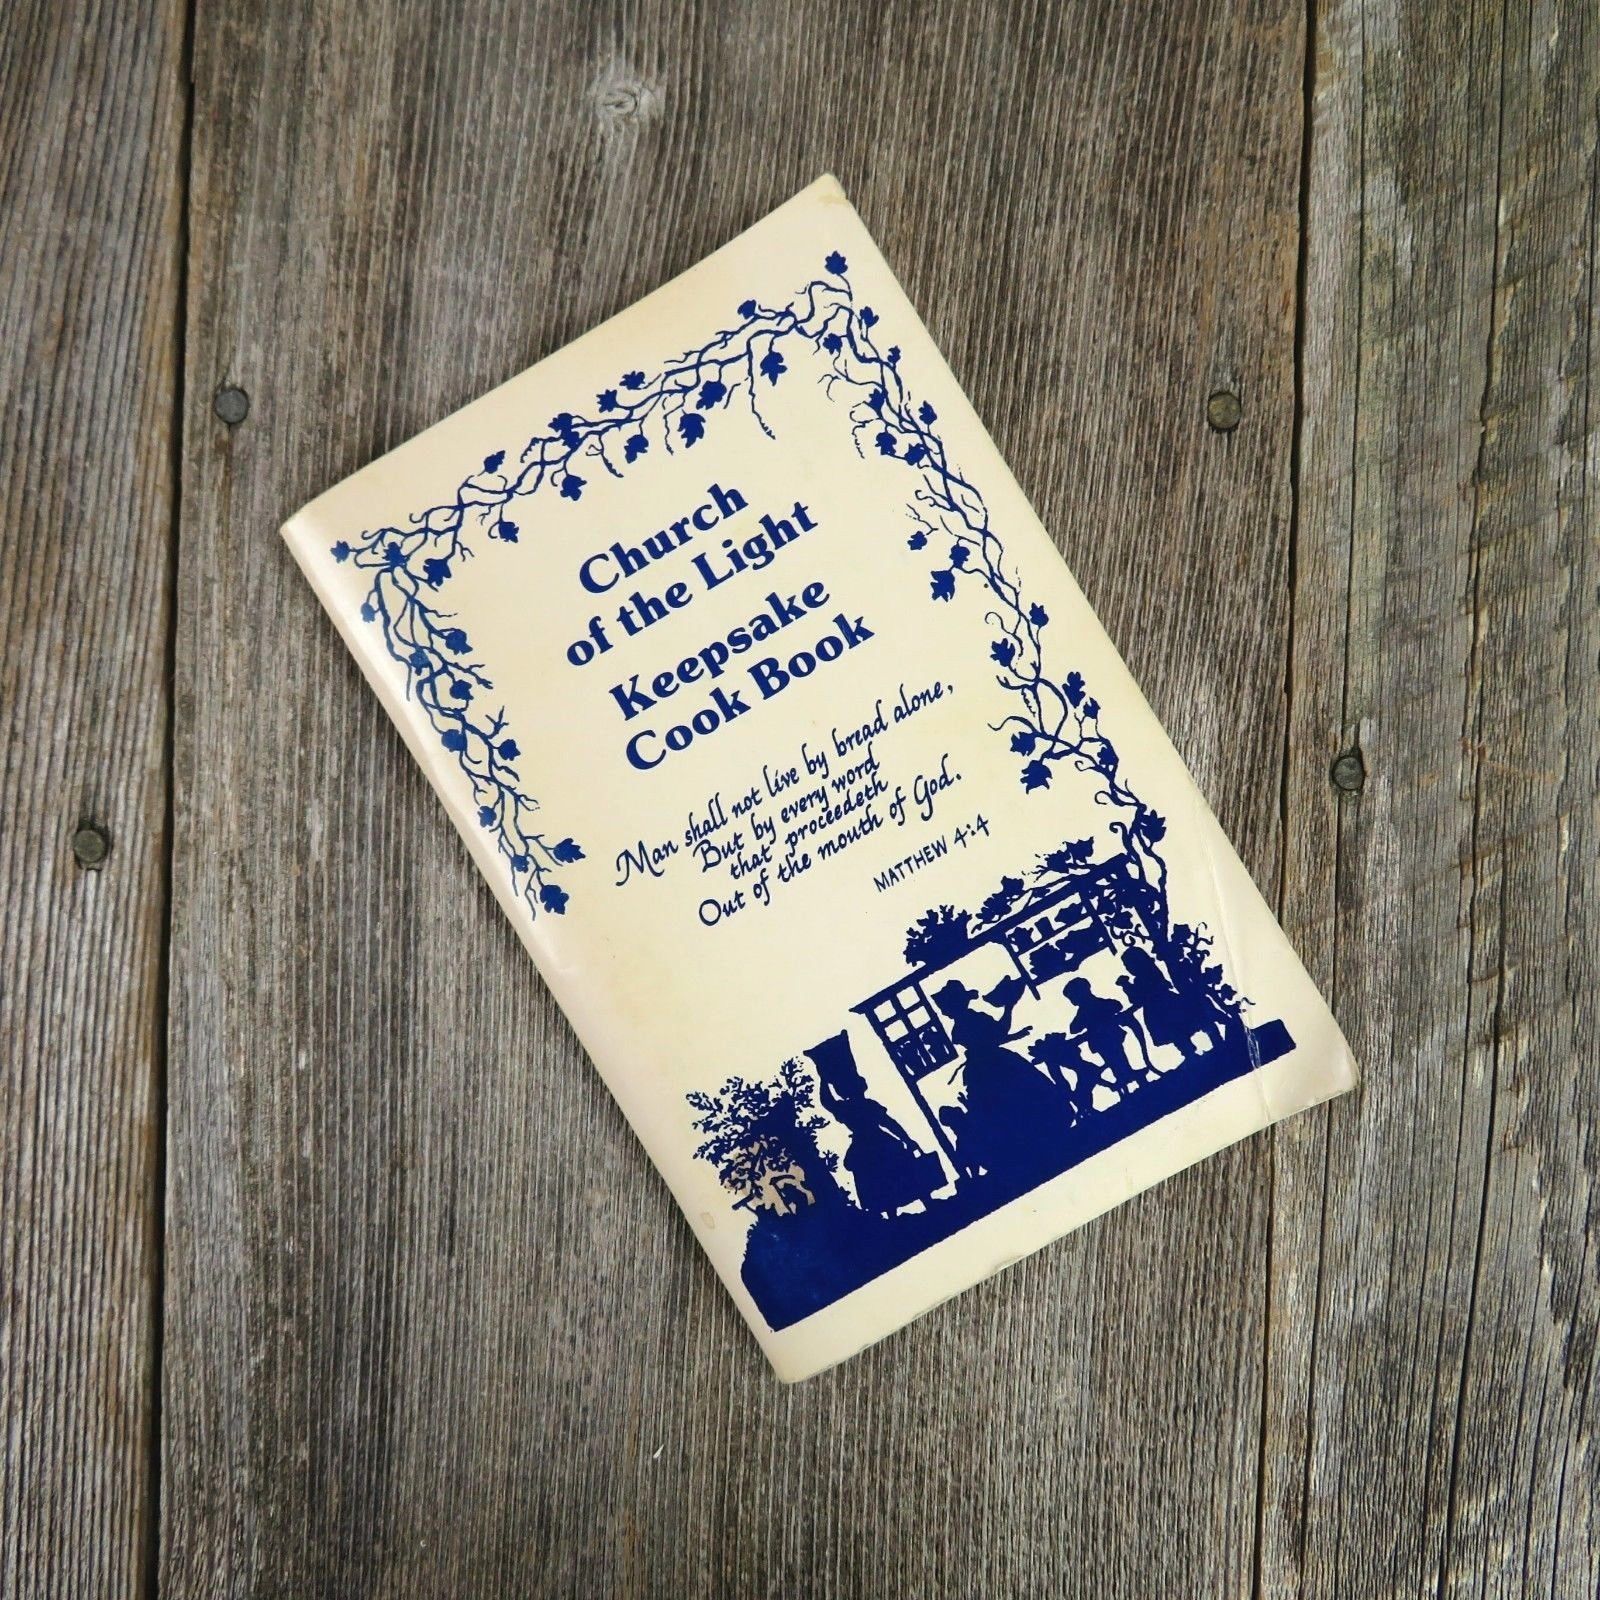 Church
of the Light
Keepsake
Cook Book
Man shall not live by bread alone,
But by every word
that proceedeth
Out of the mouth of God.
MATTHEW 4:4